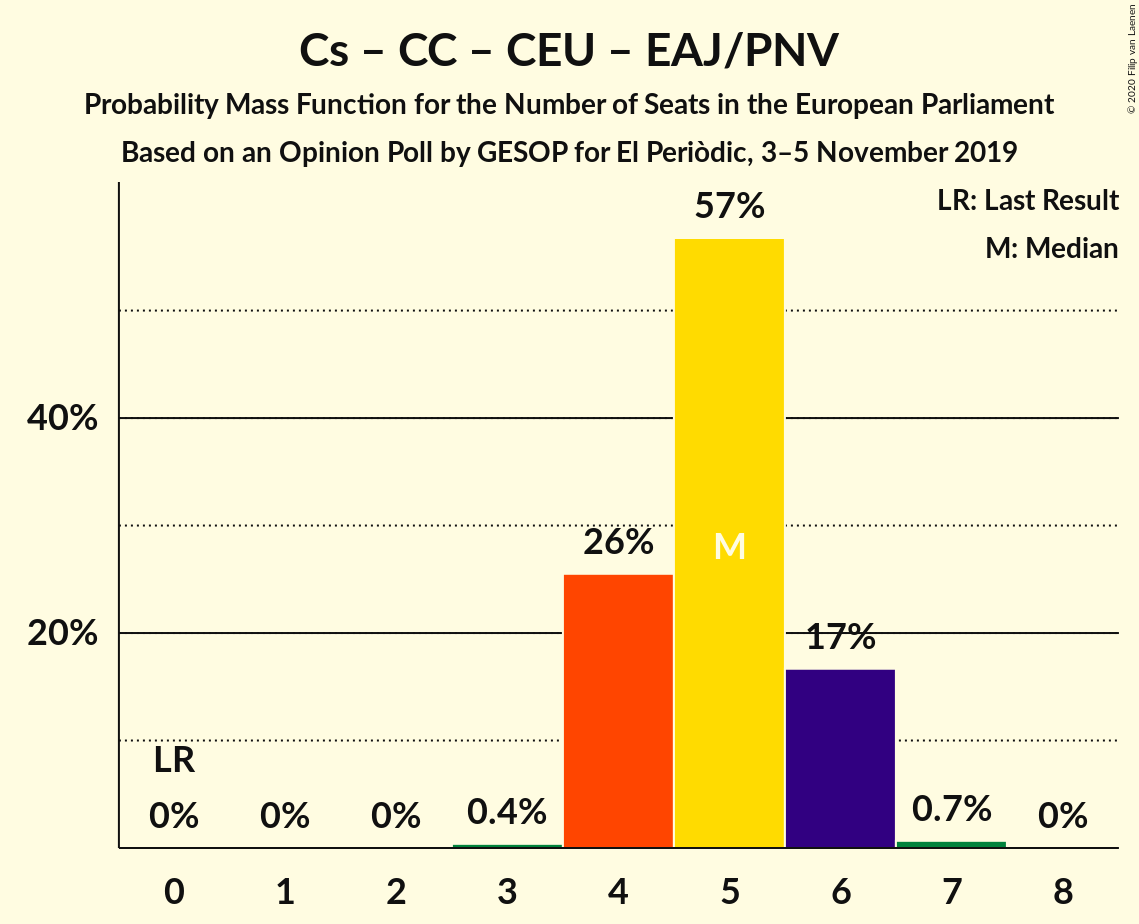 Cs – CC – CEU – EAJ/PNV
Probability Mass Function for the Number of Seats in the European Parliament
Based on an Opinion Poll by GESOP for El Periòdic, 3–5 November 2019
© 2020 Filip van Laenen
LR: Last Result
M: Median
57%
40%
26%
M
20%
17%
LR
0%
0%
0%
0.4%
0.7%
0%
0
1
2
3
4
5
6
7
8